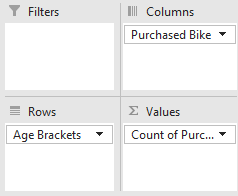 Filters
Columns
Purchased Bike
Rows
Σ Values
Age Brackets
Count of Purc...